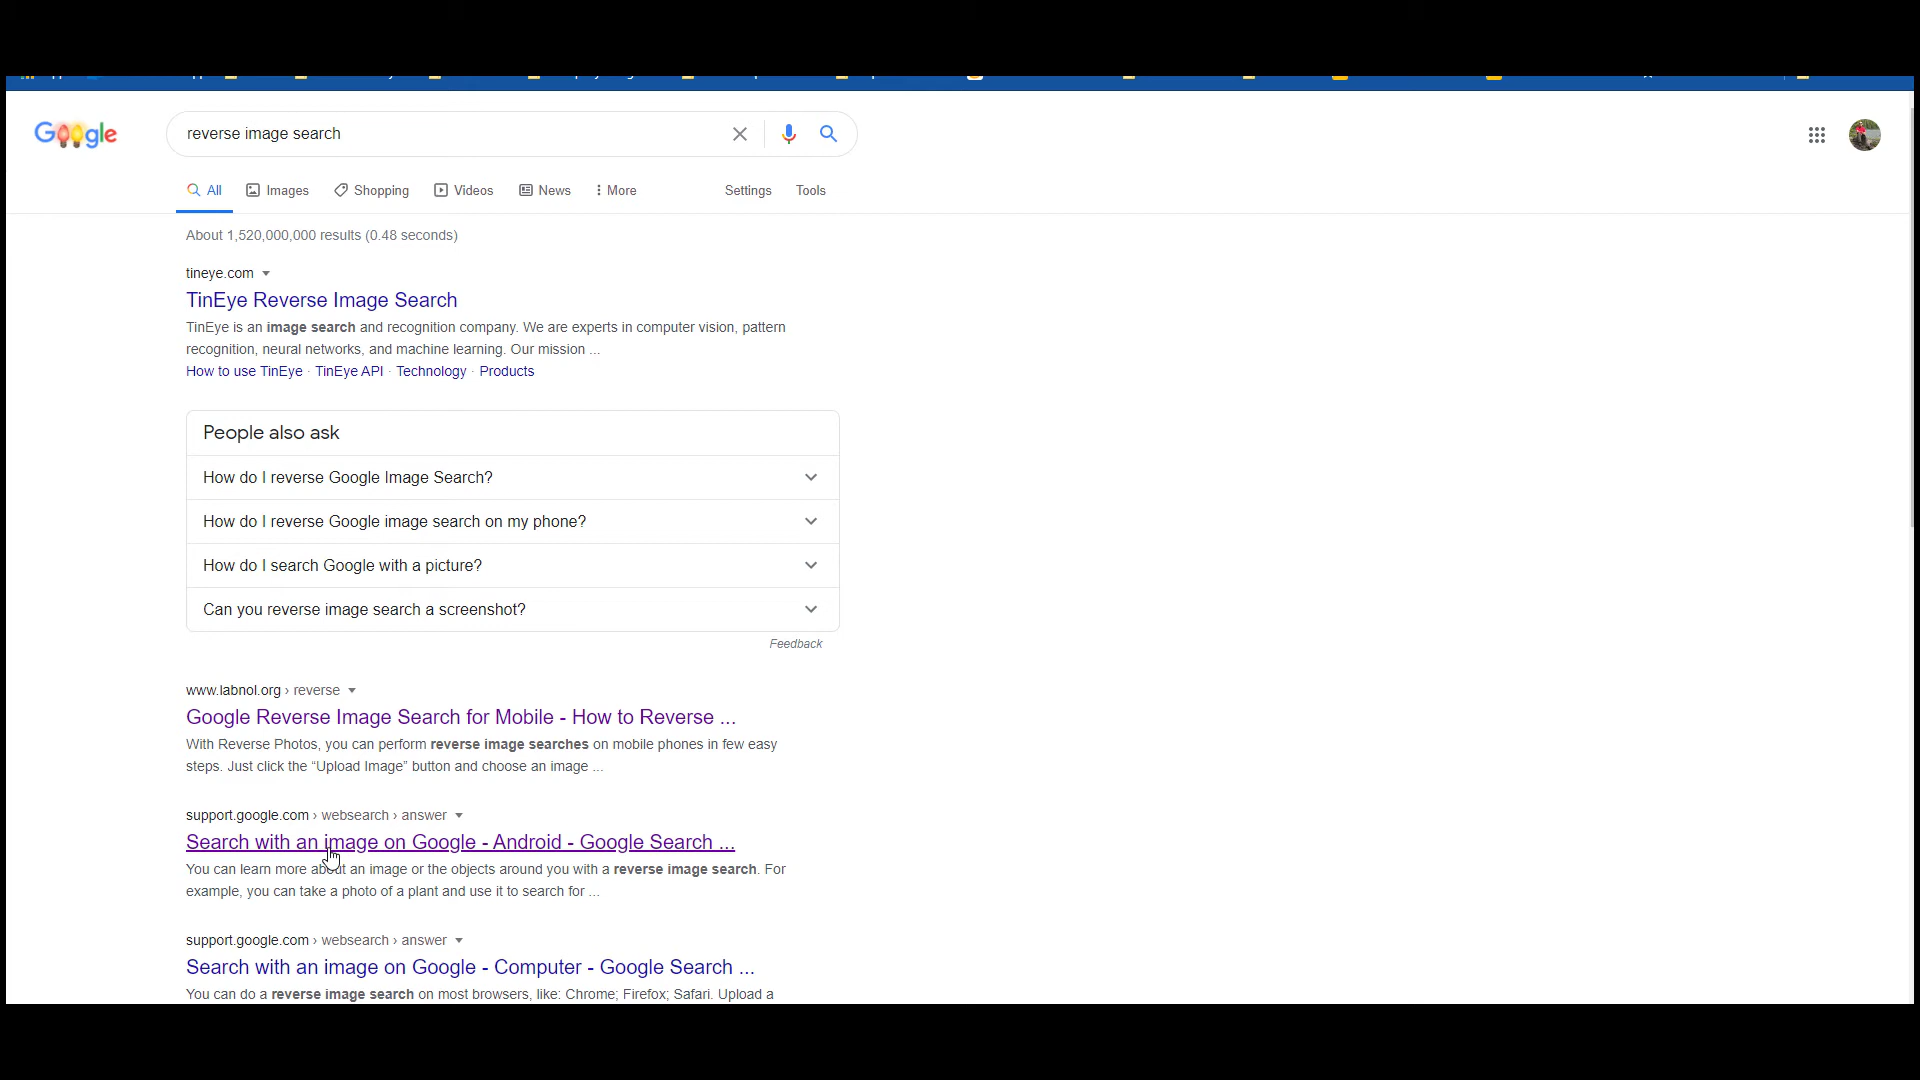 Google
reverse image search
All Images Shopping Videos News More Settings Tools
About 1,520,000,000 results (0.48 seconds)
tineye.com
TinEye Reverse Image Search
TinEye is an image search and recognition company. We are experts in computer vision, pattern
recognition, neural networks, and machine learning. Our mission ...
How to use TinEye · TinEye API · Technology · Products
People also ask
How do I reverse Google Image Search?
How do I reverse Google image search on my phone?
How do I search Google with a picture?
Can you reverse image search a screenshot?
Feedback
www.labnol.org › reverse
Google Reverse Image Search for Mobile - How to Reverse ...
With Reverse Photos, you can perform reverse image searches on mobile phones in few easy
steps. Just click the “Upload Image” button and choose an image ...
support.google.com › websearch › answer
Search with an image on Google - Android - Google Search ...
You can learn more about an image or the objects around you with a reverse image search. For
example, you can take a photo of a plant and use it to search for ...
support.google.com › websearch › answer
Search with an image on Google - Computer - Google Search ...
You can do a reverse image search on most browsers, like: Chrome; Firefox; Safari. Upload a